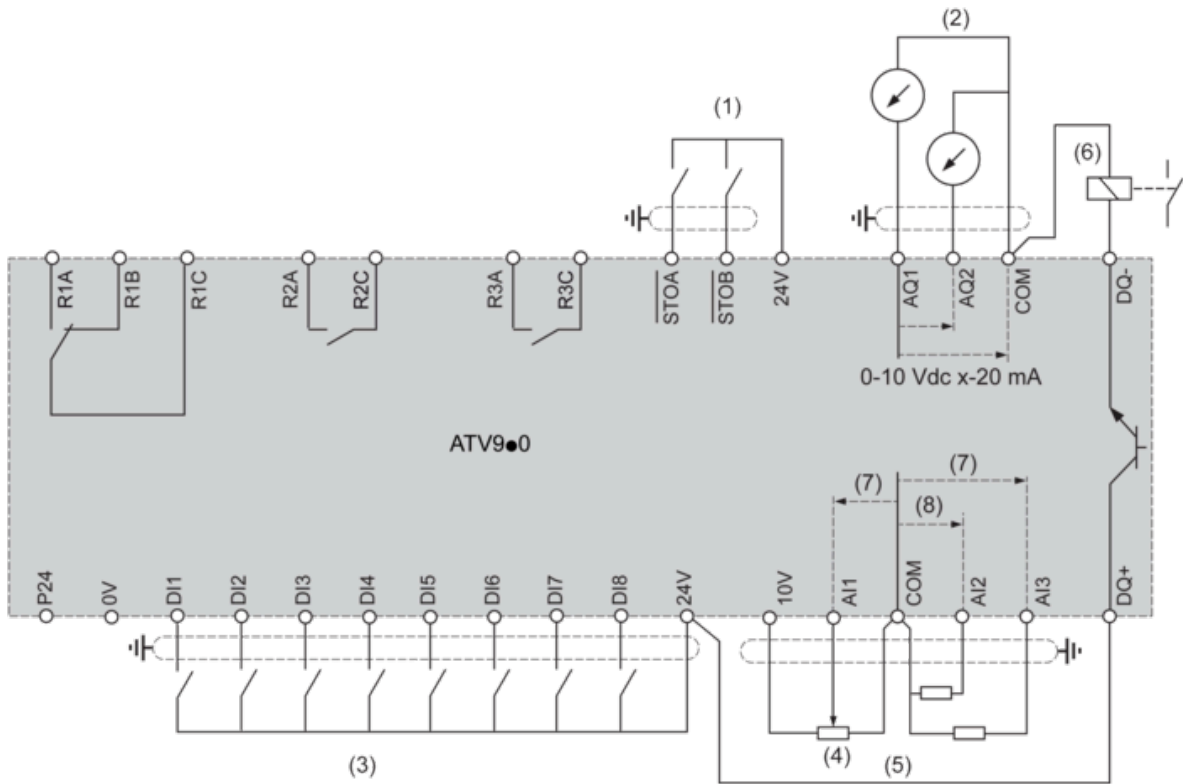 (2)
(1)
(6)
R1A
R1B
R1C
R2A
R2C
R3A
R3C
STOA
STOB
24V
AQ1
AQ2
COM
DQ-
0-10 Vdc x-20 mA
ATV9●0
(7)
(7)
(8)
P24
0V
DI1
DI2
DI3
DI4
DI5
DI6
DI7
DI8
24V
10V
AI1
COM
AI2
AI3
DQ+
(3)
(4)
(5)